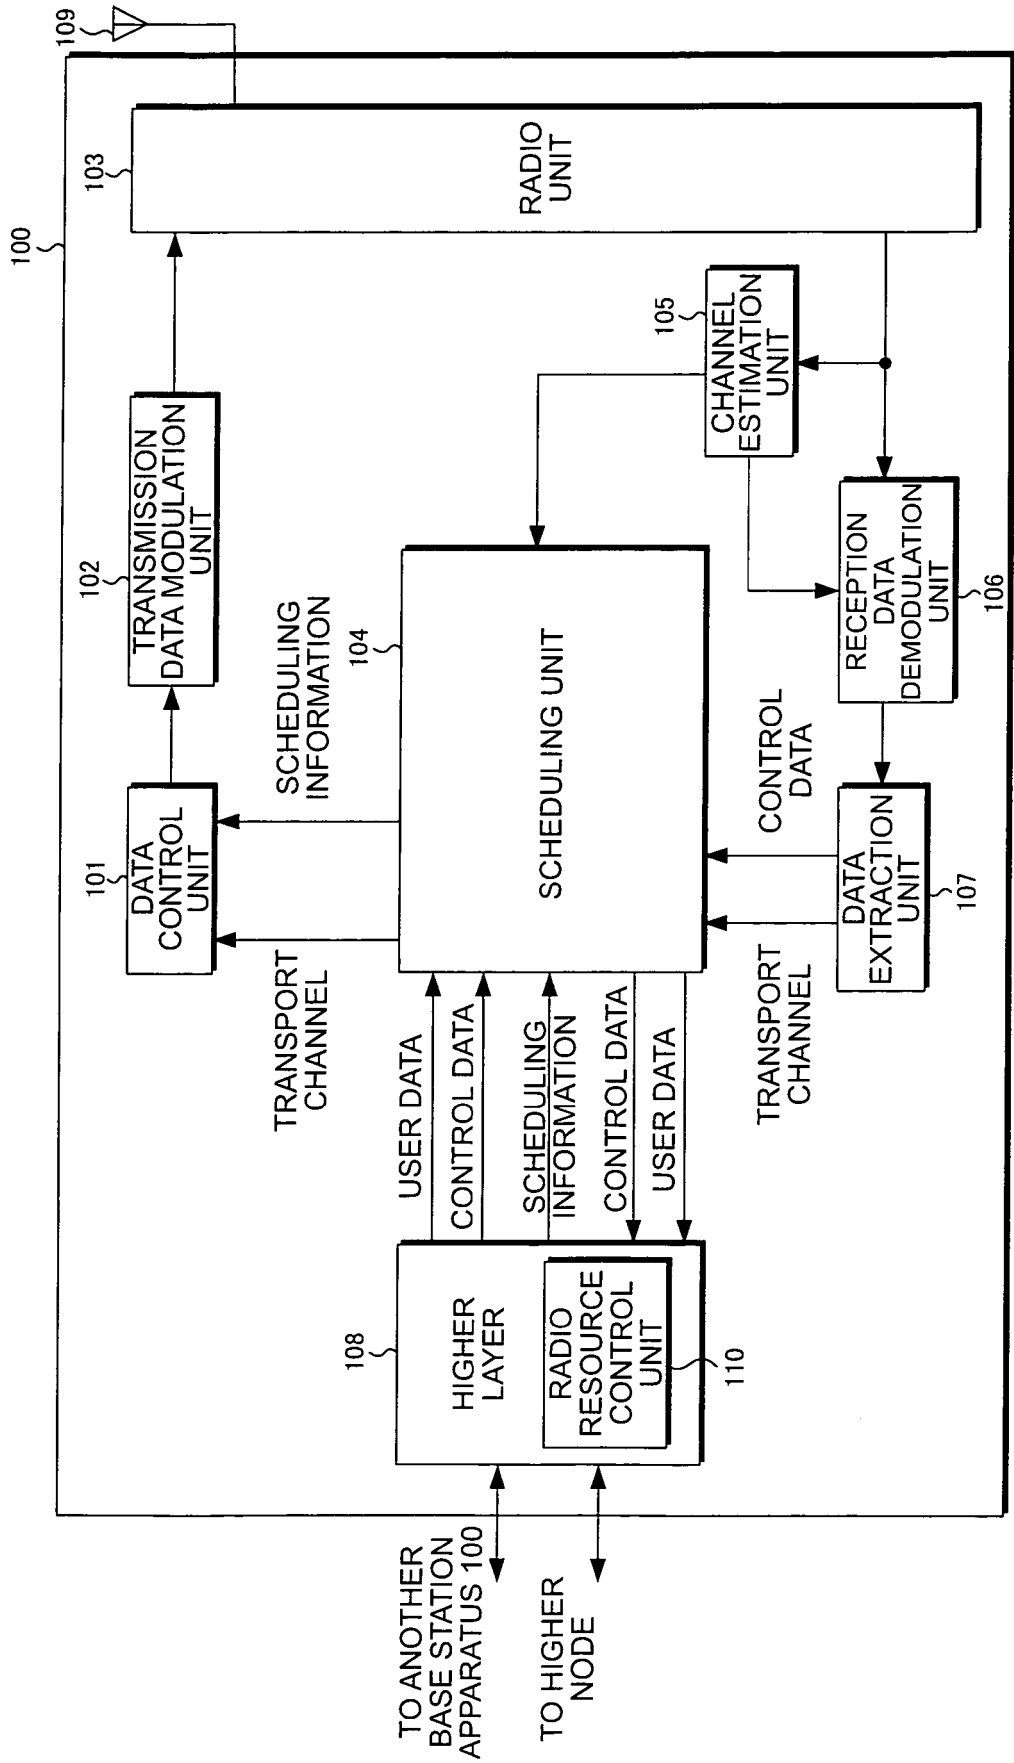 100
109
103
RADIO
UNIT
102
TRANSMISSION
DATA MODULATION
UNIT
101
DATA
CONTROL
UNIT
105
CHANNEL
ESTIMATION
UNIT
SCHEDULING
INFORMATION
TRANSPORT
CHANNEL
104
SCHEDULING UNIT
RECEPTION
DATA
DEMODULATION
UNIT
106
CONTROL
DATA
TRANSPORT
CHANNEL
DATA
EXTRACTION
UNIT
107
USER DATA
CONTROL DATA
SCHEDULING
INFORMATION
CONTROL DATA
USER DATA
108
HIGHER
LAYER
RADIO
RESOURCE
CONTROL
UNIT
110
TO ANOTHER
BASE STATION
APPARATUS 100
TO HIGHER
NODE